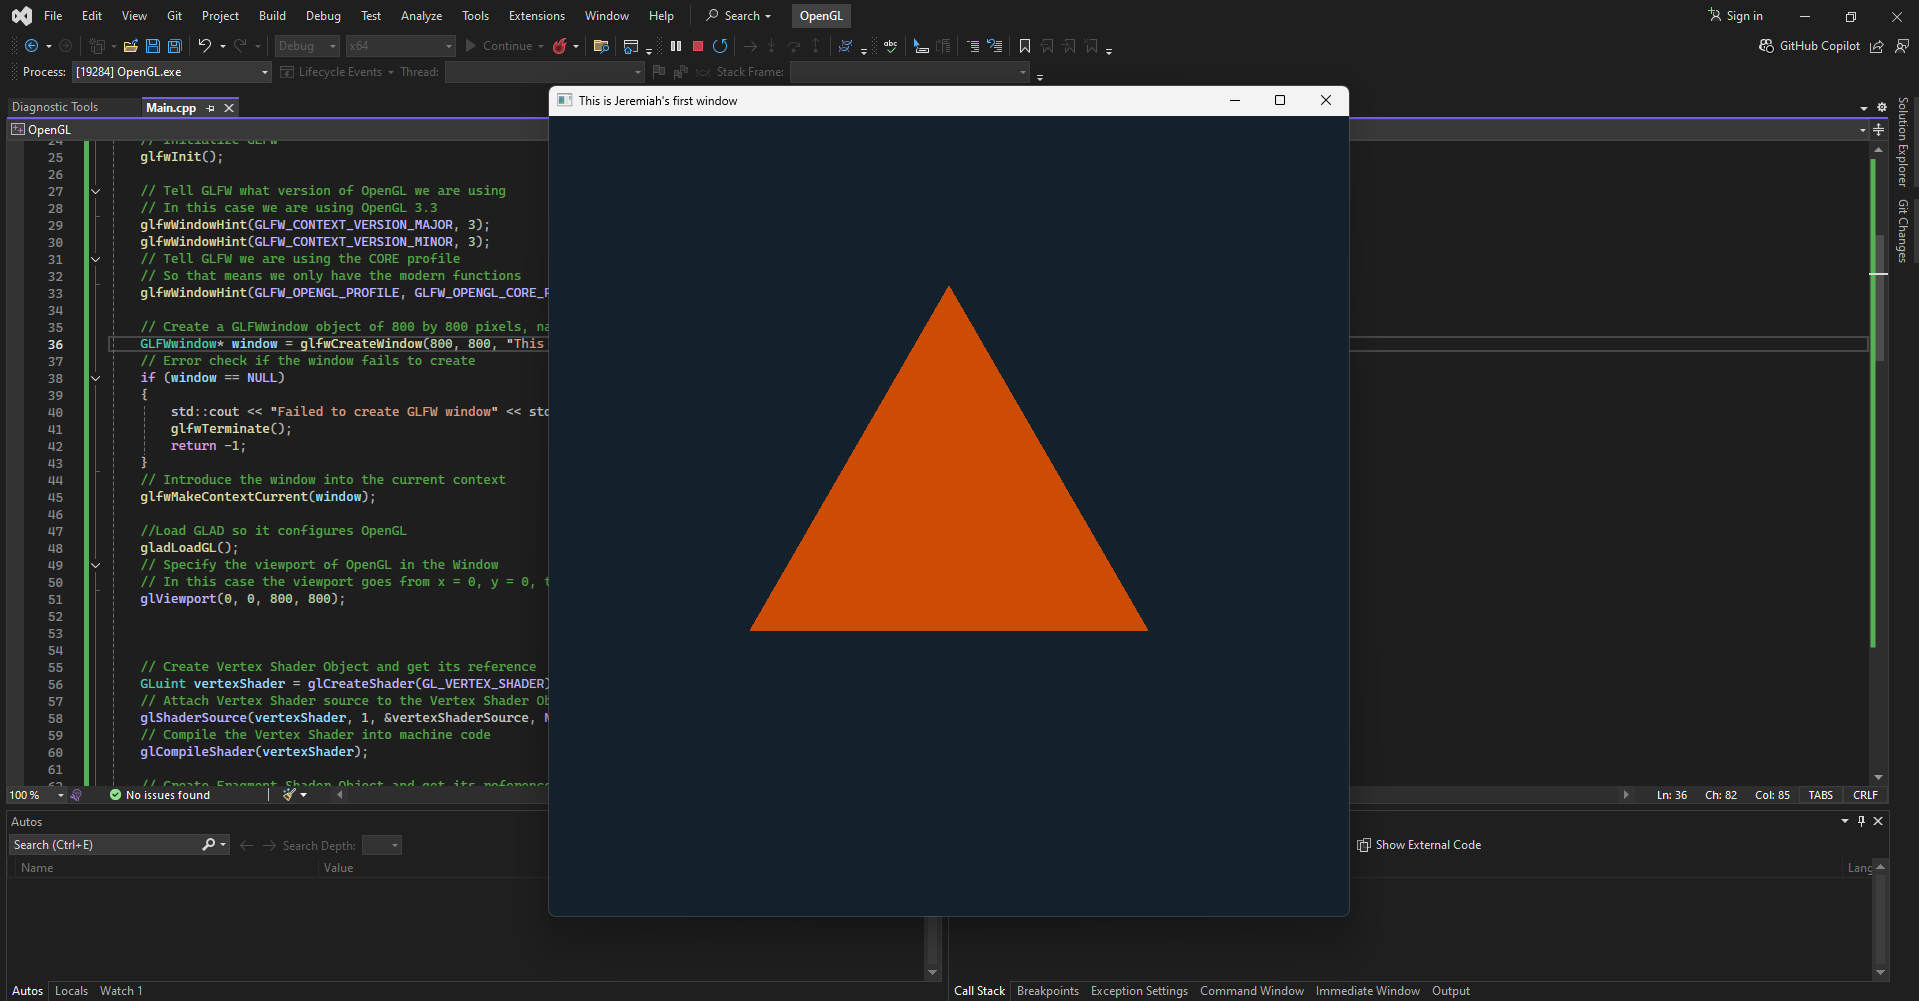 File Edit View Git Project Build Debug Test Analyze Tools Extensions Window Help Search OpenGL Sign in
Debug x64 Continue GitHub Copilot
Process: [19284] OpenGL.exe Lifecycle Events Thread: Stack Frame:
Diagnostic Tools Main.cpp
OpenGL
This is Jeremiah's first window
24 // Initialize GLFW
25 glfwInit();
26
27 // Tell GLFW what version of OpenGL we are using
28 // In this case we are using OpenGL 3.3
29 glfwWindowHint(GLFW_CONTEXT_VERSION_MAJOR, 3);
30 glfwWindowHint(GLFW_CONTEXT_VERSION_MINOR, 3);
31 // Tell GLFW we are using the CORE profile
32 // So that means we only have the modern functions
33 glfwWindowHint(GLFW_OPENGL_PROFILE, GLFW_OPENGL_CORE_
34
35 // Create a GLFWwindow object of 800 by 800 pixels, na
36 GLFWwindow* window = glfwCreateWindow(800, 800, "This
37 // Error check if the window fails to create
38 if (window == NULL)
39 {
40 std::cout << "Failed to create GLFW window" << std
41 glfwTerminate();
42 return -1;
43 }
44 // Introduce the window into the current context
45 glfwMakeContextCurrent(window);
46
47 //Load GLAD so it configures OpenGL
48 gladLoadGL();
49 // Specify the viewport of OpenGL in the Window
50 // In this case the viewport goes from x = 0, y = 0, t
51 glViewport(0, 0, 800, 800);
52
53
54
55 // Create Vertex Shader Object and get its reference
56 GLuint vertexShader = glCreateShader(GL_VERTEX_SHADER)
57 // Attach Vertex Shader source to the Vertex Shader Ob
58 glShaderSource(vertexShader, 1, &vertexShaderSource, N
59 // Compile the Vertex Shader into machine code
60 glCompileShader(vertexShader);
61
62 // Create Fragment Shader Object and get its reference
Solution Explorer
Git Changes
100 % No issues found Ln: 36 Ch: 82 Col: 85 TABS CRLF
Autos
Search (Ctrl+E) Search Depth: Show External Code
Name Value Lang
Autos Locals Watch 1 Call Stack Breakpoints Exception Settings Command Window Immediate Window Output